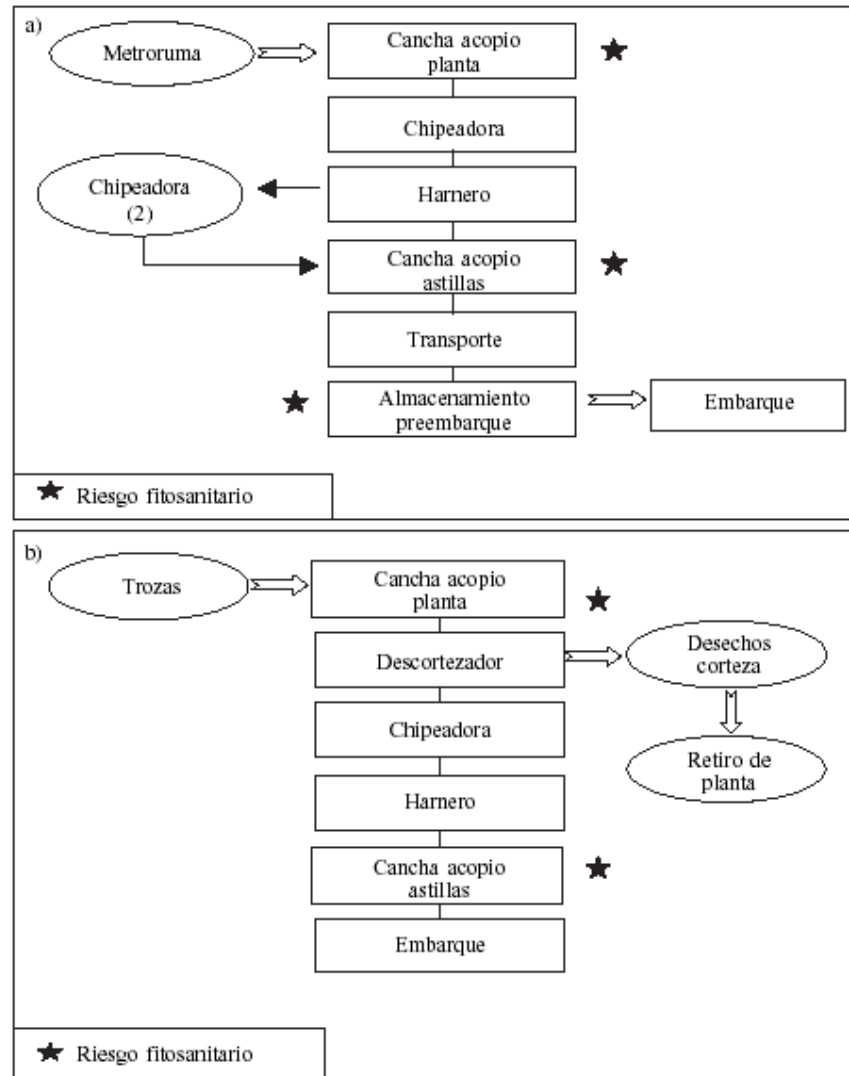 a)
Metroruma
Cancha acopio
planta
Chipeadora
Chipeadora
(2)
Harnero
Cancha acopio
astillas
Transporte
Almacenamiento
preembarque
Embarque
Riesgo fitosanitario
b)
Trozas
Cancha acopio
planta
Descortezador
Desechos
corteza
Chipeadora
Retiro de
planta
Harnero
Cancha acopio
astillas
Embarque
Riesgo fitosanitario